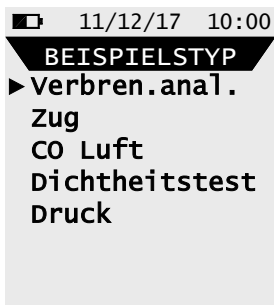 11/12/17 10:00
BEISPIELSTYP
Verbren.anal.
Zug
CO Luft
Dichtheitstest
Druck